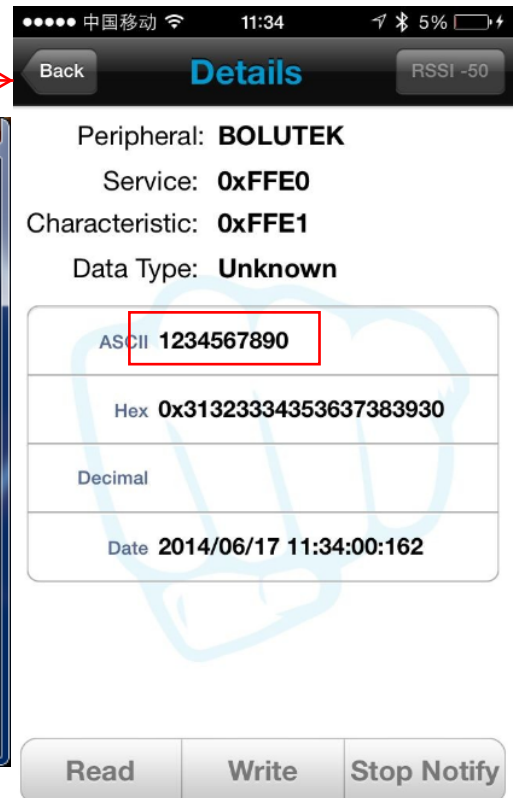 中国移动 11:34 5%
Back Details RSSI -50
Peripheral: BOLUTEK
Service: 0xFFE0
Characteristic: 0xFFE1
Data Type: Unknown
ASCII 1234567890
Hex 0x31323334353637383930
Decimal
Date 2014/06/17 11:34:00:162
Read Write Stop Notify